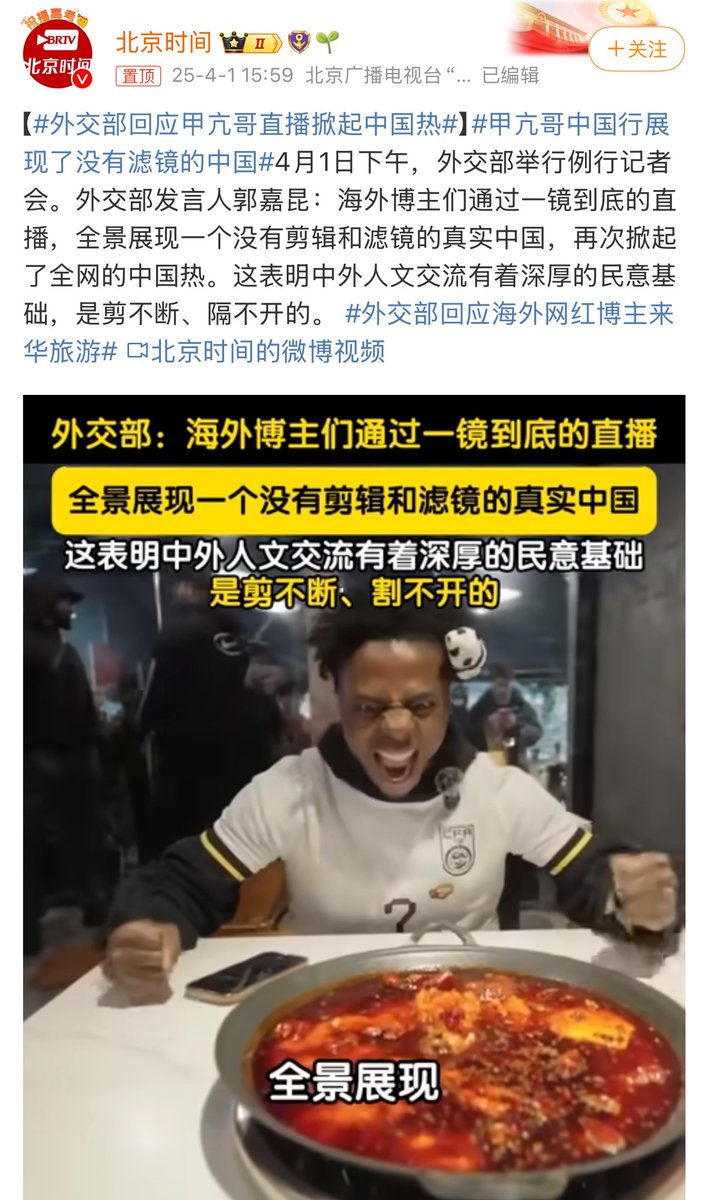 祝福高考
BRTV
北京时间
北京时间 II
+关注
置顶 25-4-1 15:59 北京广播电视台“... 已编辑
【#外交部回应甲亢哥直播掀起中国热#】#甲亢哥中国行展
现了没有滤镜的中国#4月1日下午，外交部举行例行记者
会。外交部发言人郭嘉昆：海外博主们通过一镜到底的直
播，全景展现一个没有剪辑和滤镜的真实中国，再次掀起
了全网的中国热。这表明中外人文交流有着深厚的民意基
础，是剪不断、隔不开的。 #外交部回应海外网红博主来
华旅游# 北京时间的微博视频
外交部：海外博主们通过一镜到底的直播
全景展现一个没有剪辑和滤镜的真实中国
这表明中外人文交流有着深厚的民意基础
是剪不断、割不开的
CFA
7
全景展现